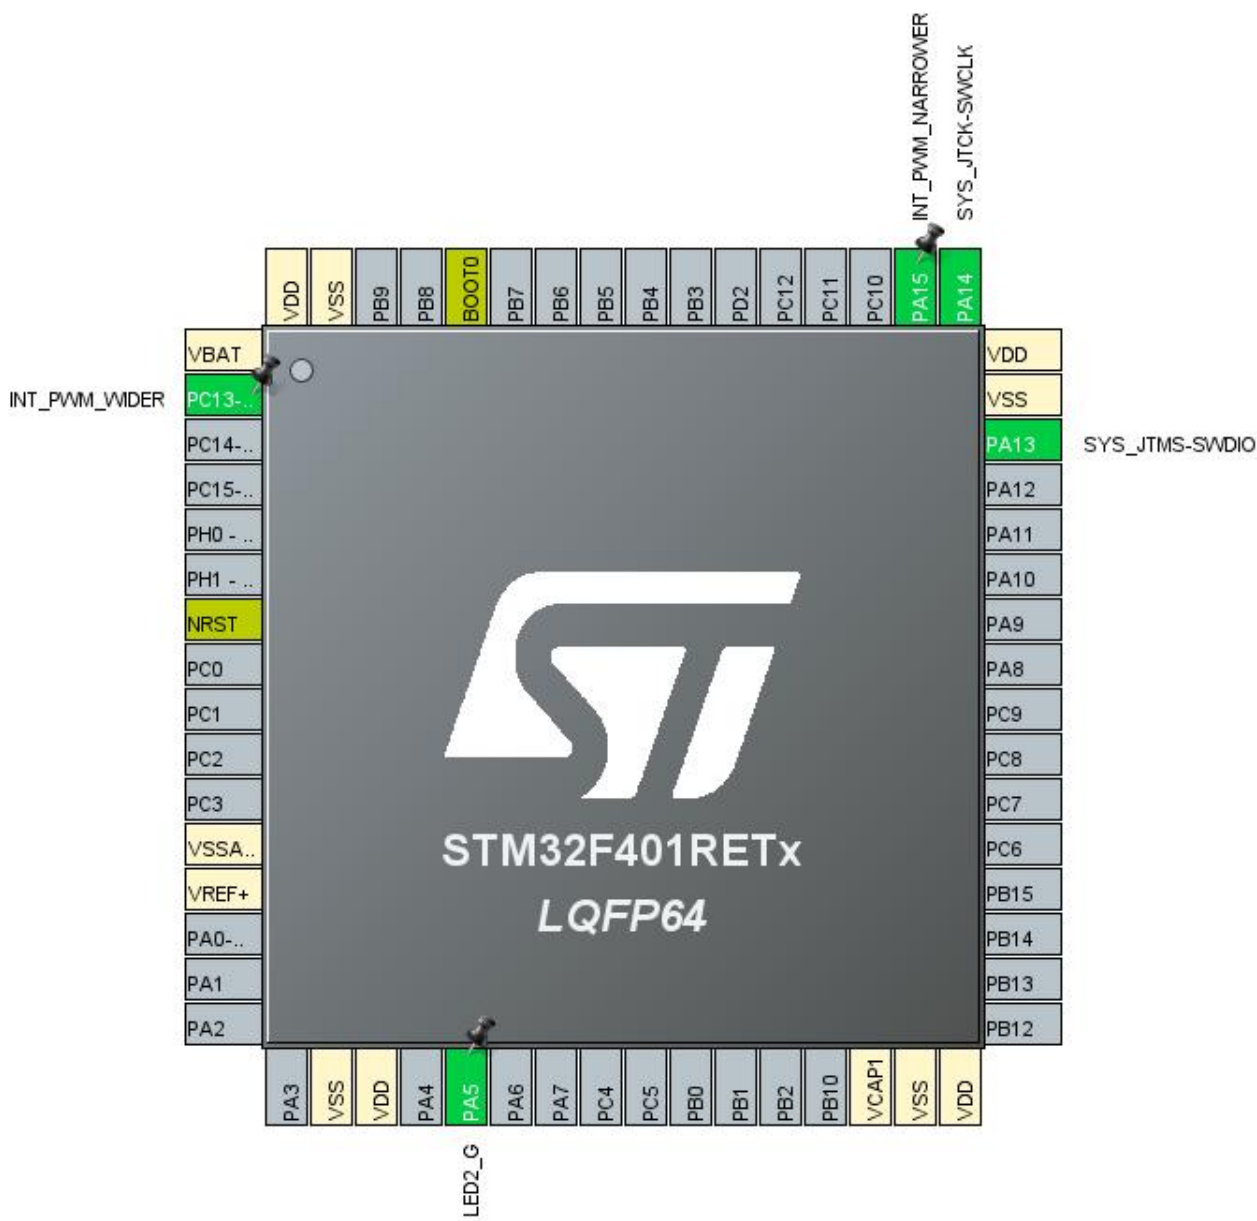 INT_PWM_NARROWER
SYS_JTCK-SWCLK
VDD
VSS
PB9
PB8
BOOT0
PB7
PB6
PB5
PB4
PB3
PD2
PC12
PC11
PC10
PA15
PA14
VBAT
INT_PWM_WIDER
PC13-..
PC14-..
PC15-..
PH0 - ..
PH1 - ..
NRST
PC0
PC1
PC2
PC3
VSSA..
VREF+
PA0-..
PA1
PA2
VDD
VSS
PA13
SYS_JTMS-SWDIO
PA12
PA11
PA10
PA9
PA8
PC9
PC8
PC7
PC6
PB15
PB14
PB13
PB12
ST
STM32F401RETx
LQFP64
PA3
VSS
VDD
PA4
PA5
PA6
PA7
PC4
PC5
PB0
PB1
PB2
PB10
VCAP1
VSS
VDD
LED2_G